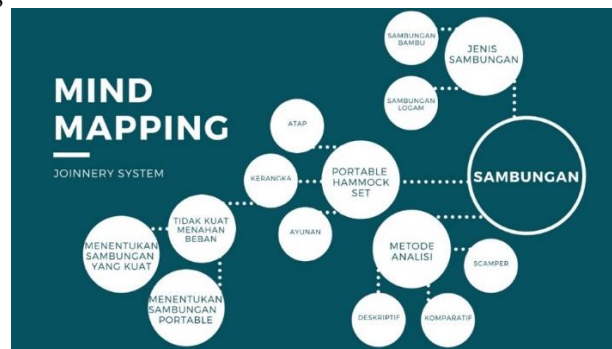 MIND
MAPPING
JOINNERY SYSTEM
SAMBUNGAN
BAMBU
JENIS
SAMBUNGAN
SAMBUNGAN
LOGAM
ATAP
KERANGKA
PORTABLE
HAMMOCK
SET
SAMBUNGAN
AYUNAN
TIDAK KUAT
MENAHAN
BEBAN
MENENTUKAN
SAMBUNGAN
YANG KUAT
MENENTUKAN
SAMBUNGAN
PORTABLE
METODE
ANALISI
SCAMPER
DESKRIPTIF
KOMPARATIF